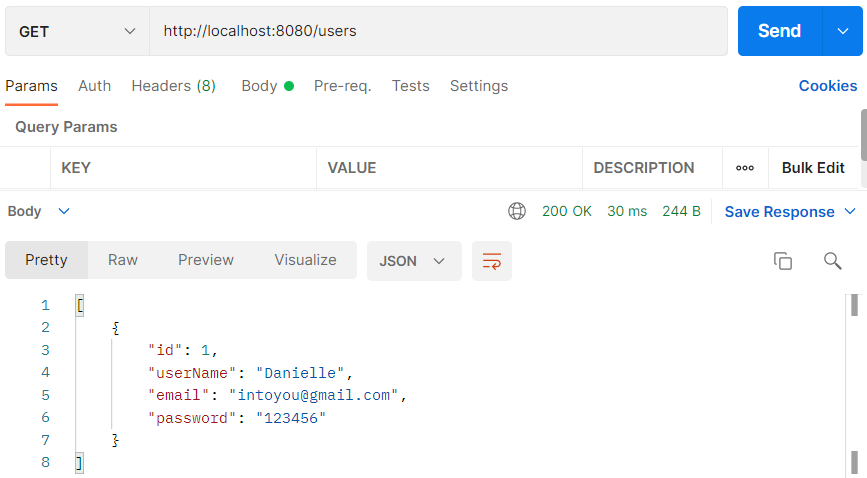 GET http://localhost:8080/users Send
Params Auth Headers (8) Body Pre-req. Tests Settings Cookies
Query Params
KEY VALUE DESCRIPTION ooo Bulk Edit
Body 200 OK 30 ms 244 B Save Response
Pretty Raw Preview Visualize JSON
1 [
2 {
3 "id": 1,
4 "userName": "Danielle",
5 "email": "intoyou@gmail.com",
6 "password": "123456"
7 }
8 ]